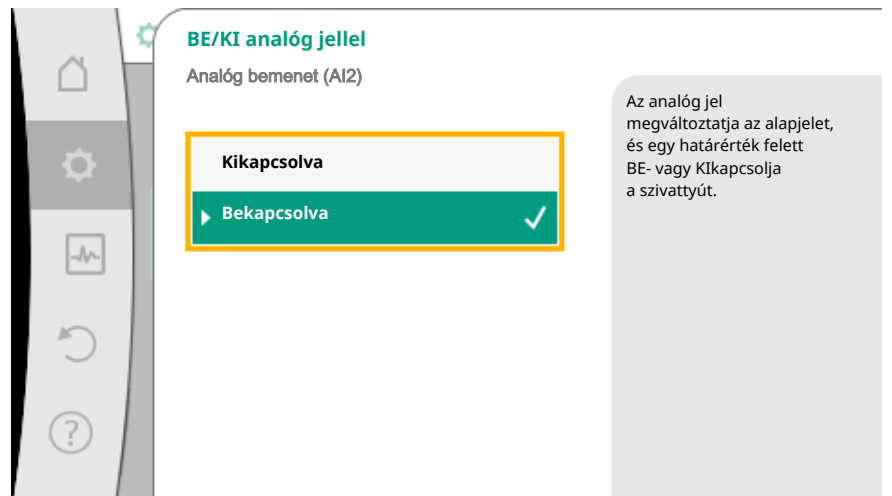 BE/KI analóg jellel
Analóg bemenet (AI2)
Kikapcsolva
Bekapcsolva
Az analóg jel
megváltoztatja az alapjelet,
és egy határérték felett
BE- vagy KIkapcsolja
a szivattyút.